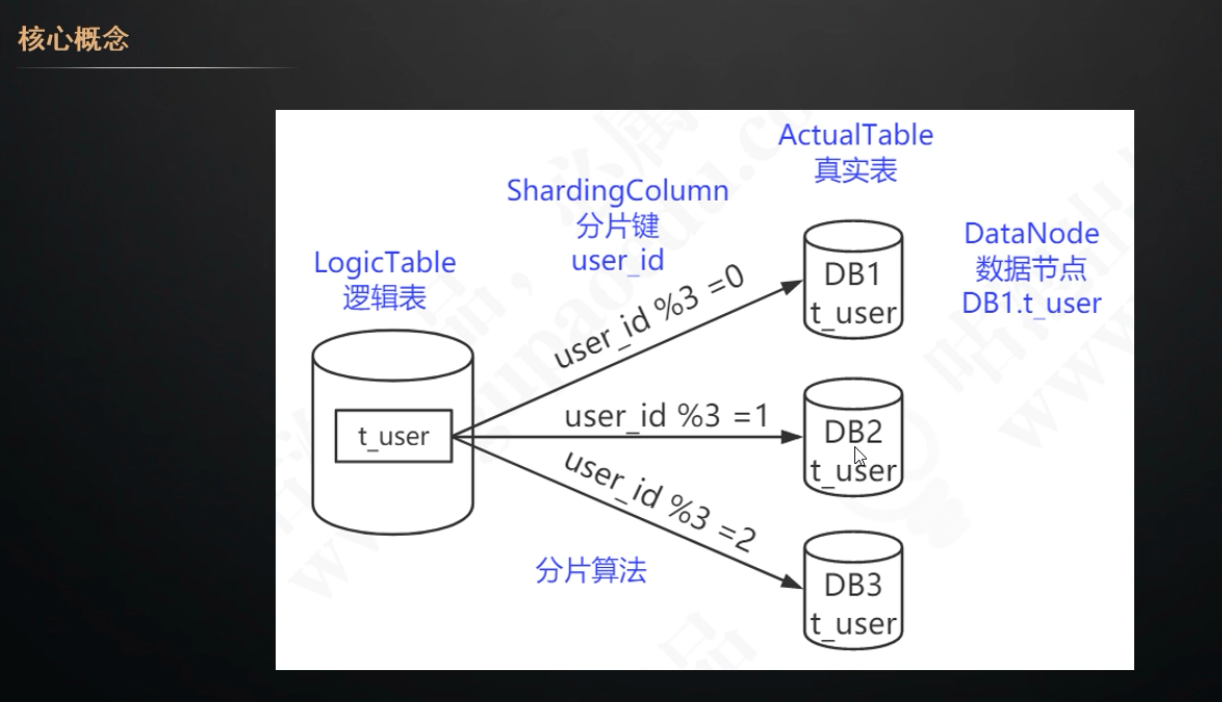 核心概念
ActualTable
真实表
ShardingColumn
分片键
user_id
LogicTable
逻辑表
DataNode
数据节点
DB1.t_user
user_id %3 =0
DB1
t_user
t_user
user_id %3 =1
DB2
t_user
user_id %3 =2
分片算法
DB3
t_user